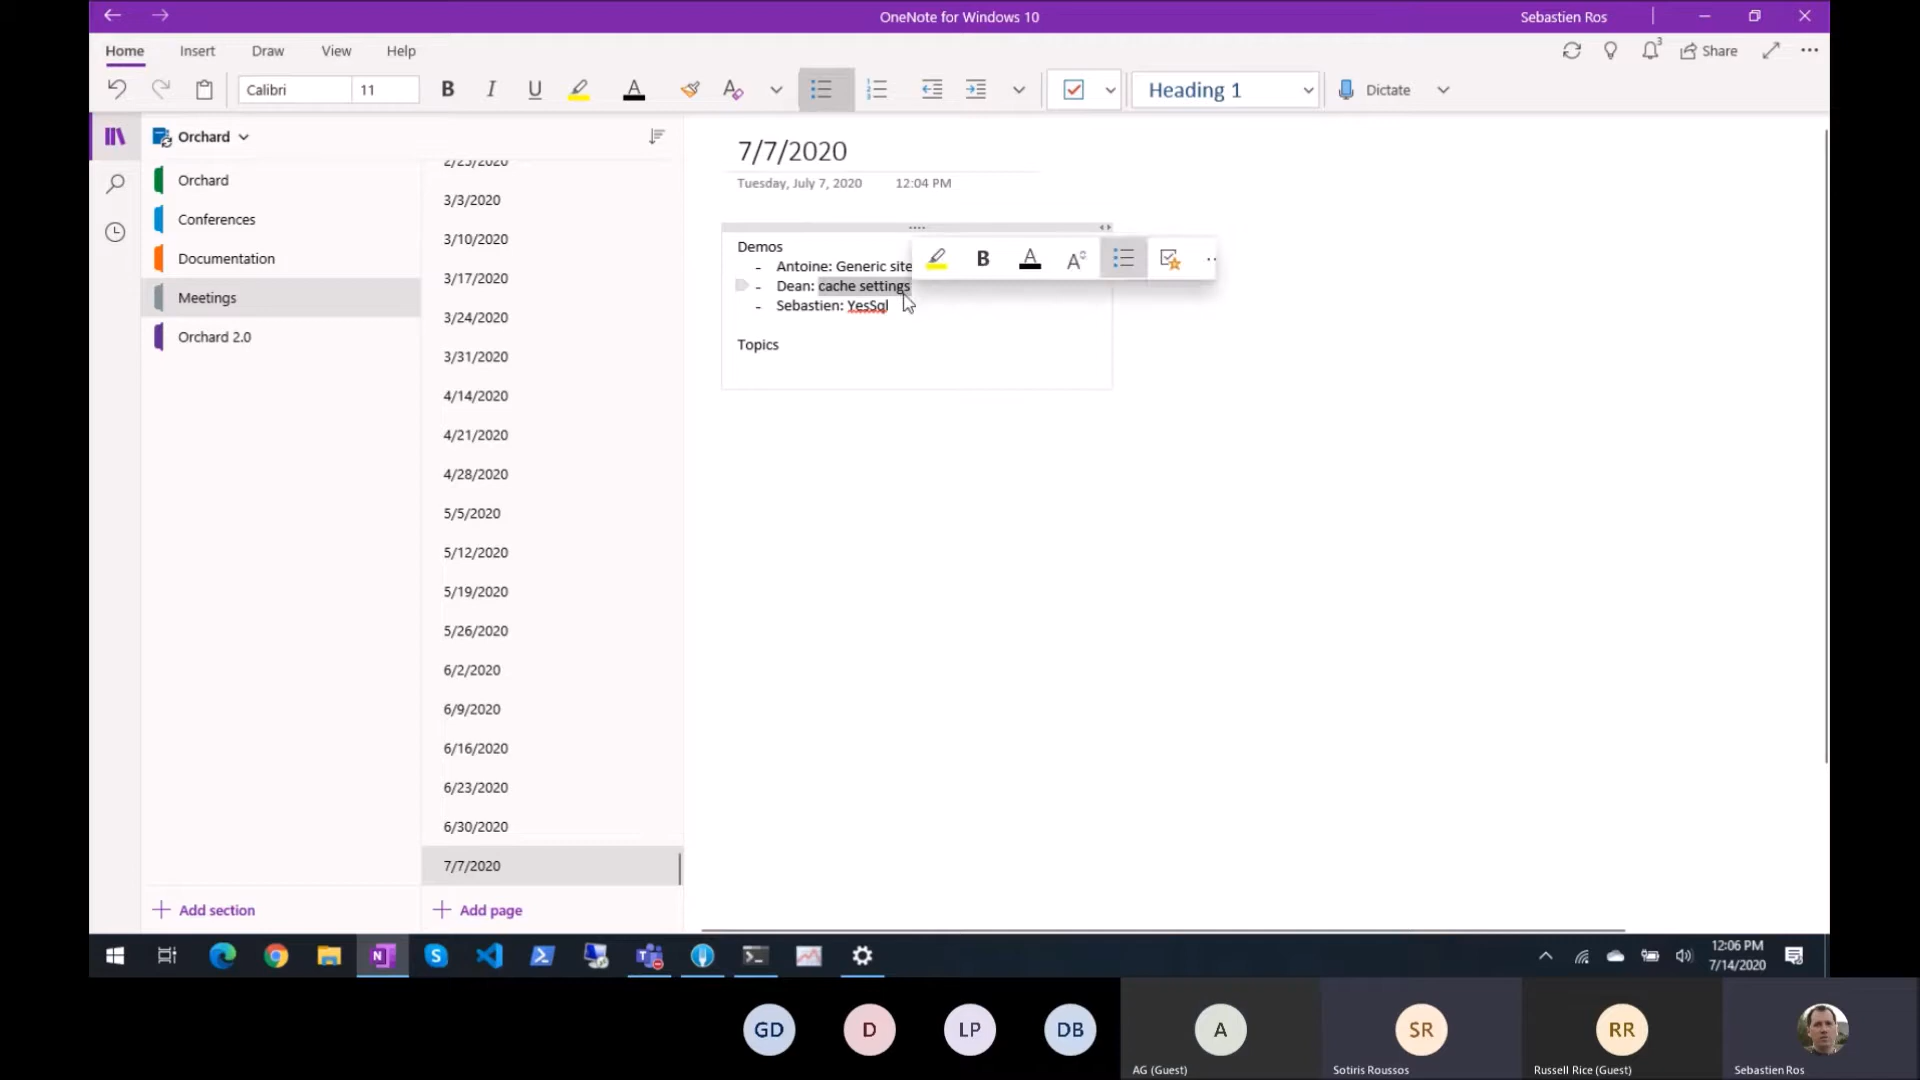 OneNote for Windows 10
Sebastien Ros
Home
Insert
Draw
View
Help
3
Share
Calibri
11
B
I
U
A
A
Heading 1
Dictate
Orchard
Orchard
Conferences
Documentation
Meetings
Orchard 2.0
Add section
2/25/2020
3/3/2020
3/10/2020
3/17/2020
3/24/2020
3/31/2020
4/14/2020
4/21/2020
4/28/2020
5/5/2020
5/12/2020
5/19/2020
5/26/2020
6/2/2020
6/9/2020
6/16/2020
6/23/2020
6/30/2020
7/7/2020
Add page
7/7/2020
Tuesday, July 7, 2020 12:04 PM
Demos
- Antoine: Generic site
- Dean: cache settings
- Sebastien: YesSql
Topics
B
A
A
12:06 PM
7/14/2020
GD
D
LP
DB
A
AG (Guest)
SR
Sotiris Roussos
RR
Russell Rice (Guest)
Sebastien Ros